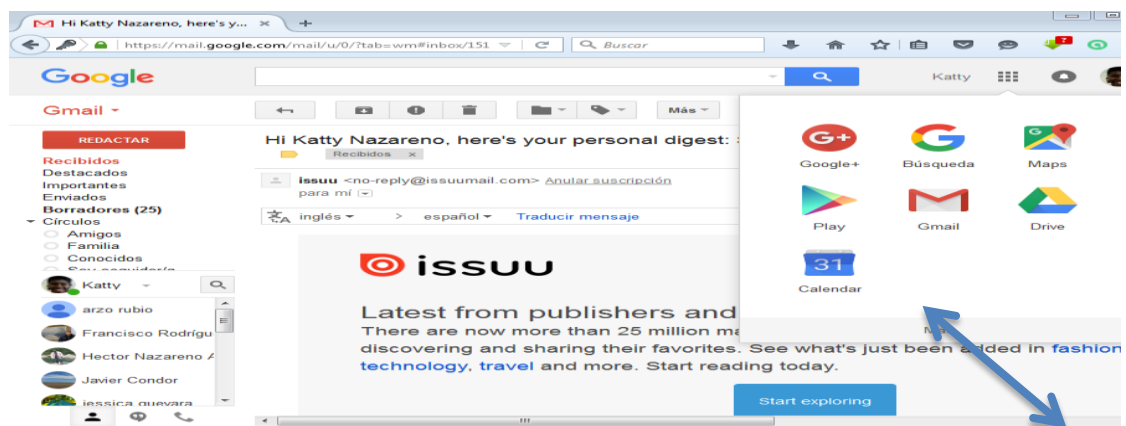 Hi Katty Nazareno, here's y...
https://mail.google.com/mail/u/0/?tab=wm#inbox/151
Buscar
7
Google
Katty
Gmail
Más
REDACTAR
Hi Katty Nazareno, here's your personal digest:
Recibidos x
Recibidos
Destacados
Importantes
Enviados
Borradores (25)
Círculos
Amigos
Familia
Conocidos
issuu <no-reply@issuumail.com> Anular suscripción
para mí
inglés > español Traducir mensaje
G+
Google+
Búsqueda
Maps
Play
Gmail
Drive
31
Calendar
Katty
arzo rubio
Francisco Rodrígu
Hector Nazareno A
Javier Condor
jessica guevara
issuu
Latest from publishers and
There are now more than 25 million ma
discovering and sharing their favorites. See what's just been added in fashion
technology, travel and more. Start reading today.
Start exploring